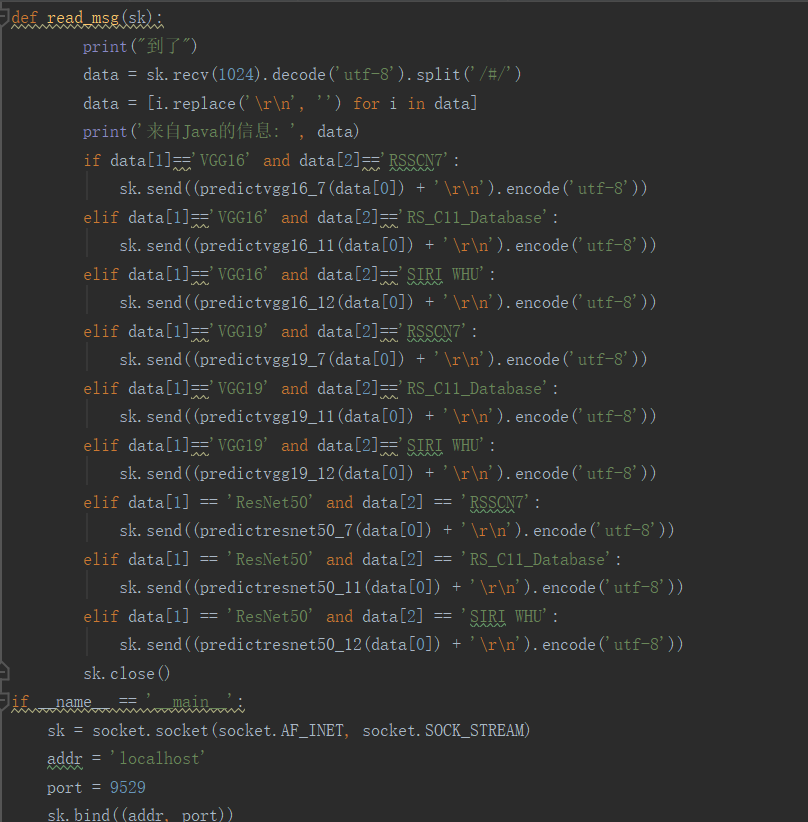 def read_msg(sk):
        print("到了")
        data = sk.recv(1024).decode('utf-8').split('/#/')
        data = [i.replace('\r\n', '') for i in data]
        print('来自Java的信息: ', data)
        if data[1]=='VGG16' and data[2]=='RSSCN7':
            sk.send((predictvgg16_7(data[0]) + '\r\n').encode('utf-8'))
        elif data[1]=='VGG16' and data[2]=='RS_C11_Database':
            sk.send((predictvgg16_11(data[0]) + '\r\n').encode('utf-8'))
        elif data[1]=='VGG16' and data[2]=='SIRI WHU':
            sk.send((predictvgg16_12(data[0]) + '\r\n').encode('utf-8'))
        elif data[1]=='VGG19' and data[2]=='RSSCN7':
            sk.send((predictvgg19_7(data[0]) + '\r\n').encode('utf-8'))
        elif data[1]=='VGG19' and data[2]=='RS_C11_Database':
            sk.send((predictvgg19_11(data[0]) + '\r\n').encode('utf-8'))
        elif data[1]=='VGG19' and data[2]=='SIRI WHU':
            sk.send((predictvgg19_12(data[0]) + '\r\n').encode('utf-8'))
        elif data[1] == 'ResNet50' and data[2] == 'RSSCN7':
            sk.send((predictresnet50_7(data[0]) + '\r\n').encode('utf-8'))
        elif data[1] == 'ResNet50' and data[2] == 'RS_C11_Database':
            sk.send((predictresnet50_11(data[0]) + '\r\n').encode('utf-8'))
        elif data[1] == 'ResNet50' and data[2] == 'SIRI WHU':
            sk.send((predictresnet50_12(data[0]) + '\r\n').encode('utf-8'))
        sk.close()
if __name__ == '__main__':
    sk = socket.socket(socket.AF_INET, socket.SOCK_STREAM)
    addr = 'localhost'
    port = 9529
    sk.bind((addr, port))